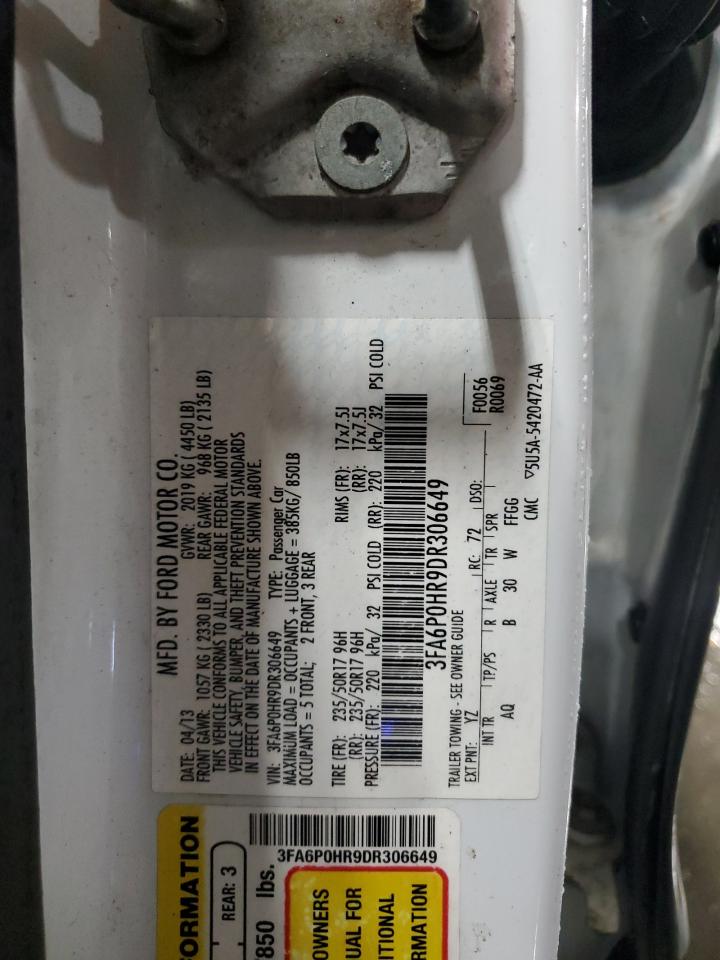 MFD. BY FORD MOTOR CO.
DATE: 04/13 GVWR: 2019 KG ( 4450 LB)
FRONT GAWR: 1057 KG ( 2330 LB) REAR GAWR: 968 KG ( 2135 LB)
THIS VEHICLE CONFORMS TO ALL APPLICABLE FEDERAL MOTOR
VEHICLE SAFETY, BUMPER, AND THEFT PREVENTION STANDARDS
IN EFFECT ON THE DATE OF MANUFACTURE SHOWN ABOVE.
VIN: 3FA6P0HR9DR306649 TYPE: Passenger Car
MAXIMUM LOAD = OCCUPANTS + LUGGAGE = 385KG/ 850LB
OCCUPANTS = 5 TOTAL; 2 FRONT, 3 REAR
TIRE (FR): 235/50R17 96H RIMS (FR): 17x7.5J
(RR): 235/50R17 96H (RR): 17x7.5J
PRESSURE (FR): 220 kPa/ 32 PSI COLD (RR): 220 kPa/ 32 PSI COLD
3FA6P0HR9DR306649
TRAILER TOWING - SEE OWNER GUIDE F0056
R0069
EXT PNT: YZ RC: 72 DSO:
INT TR TP/PS R AXLE TR SPR
AQ B 30 W FFGG
CMC ▽5U5A-5420472-AA
3FA6P0HR9DR306649
FORMATION
REAR: 3
850 lbs.
OWNERS
UAL FOR
ITIONAL
RMATION